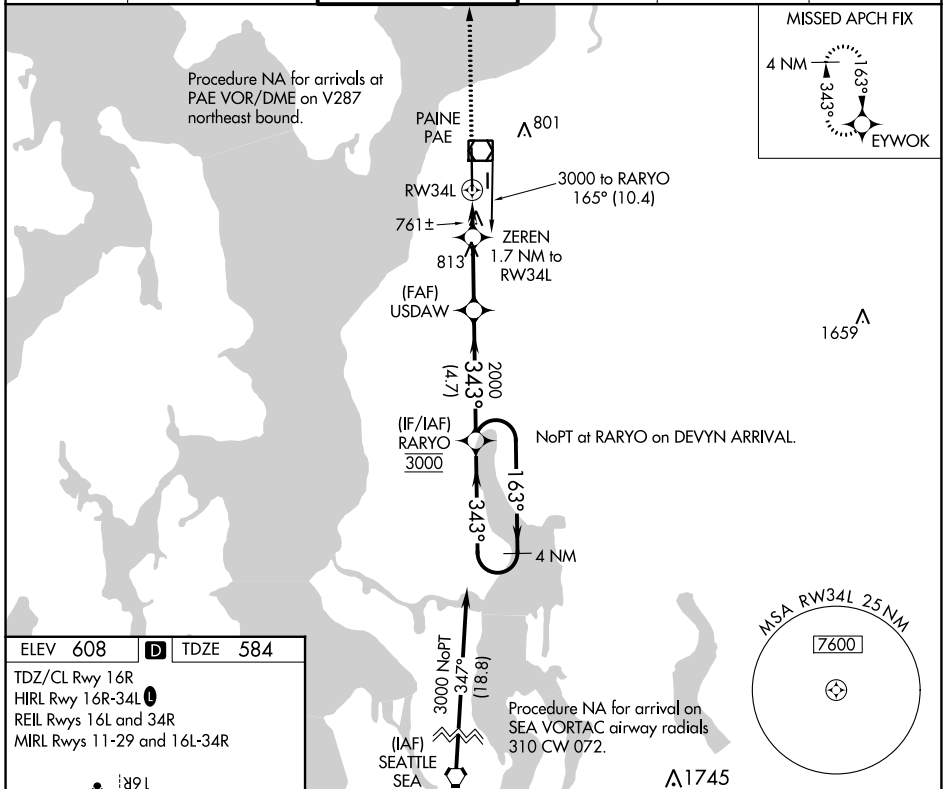 MISSED APCH FIX
4 NM
163°
343°
EYWOK
Procedure NA for arrivals at
PAE VOR/DME on V287
northeast bound.
PAINE
PAE
801
RW34L
3000 to RARYO
165° (10.4)
761±
ZEREN
1.7 NM to
RW34L
813
(FAF)
USDAW
1659
2000
343°
(4.7)
(IF/IAF)
RARYO
3000
NoPT at RARYO on DEVYN ARRIVAL.
163°
343°
4 NM
MSA RW34L 25 NM
7600
3000 NoPT
347°
(18.8)
Procedure NA for arrival on
SEA VORTAC airway radials
310 CW 072.
(IAF)
SEATTLE
SEA
1745
ELEV 608 D TDZE 584
TDZ/CL Rwy 16R
HIRL Rwy 16R-34L L
REIL Rwys 16L and 34R
MIRL Rwys 11-29 and 16L-34R
16R